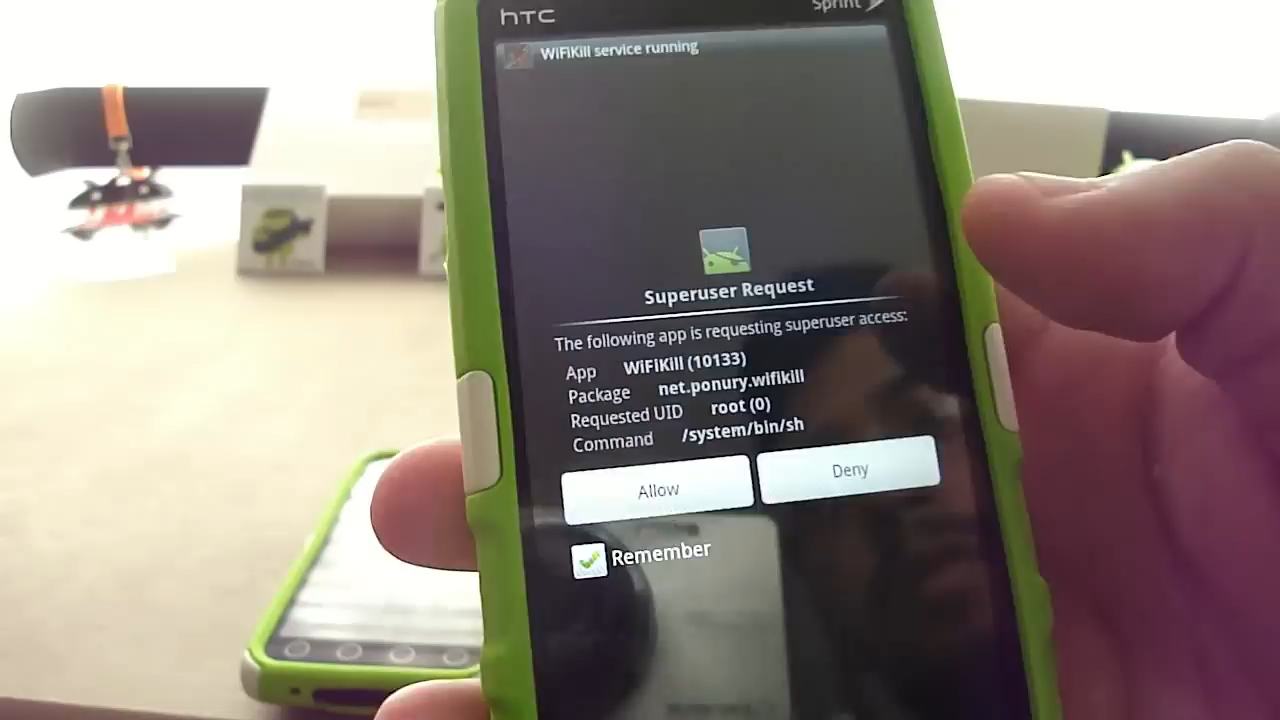 hTC
Sprint
WiFiKill service running
Superuser Request
The following app is requesting superuser access:
App WiFiKill (10133)
Package net.ponury.wifikill
Requested UID root (0)
Command /system/bin/sh
Allow
Deny
Remember